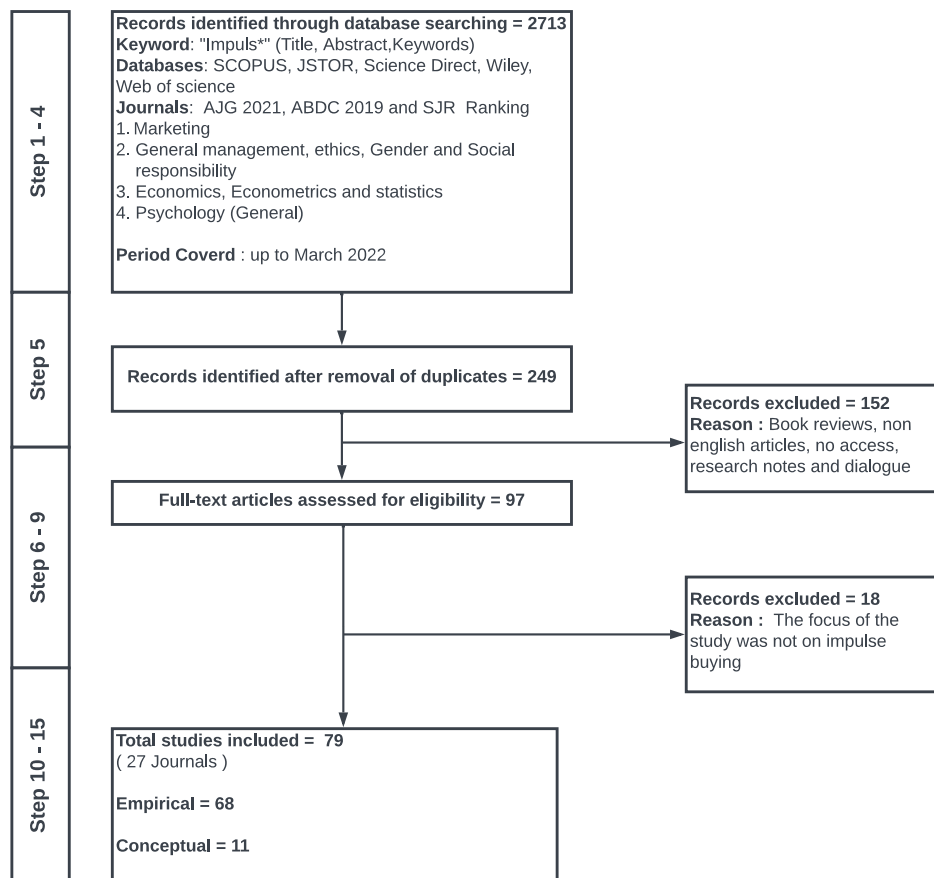 Step 1 - 4
Records identified through database searching = 2713
Keyword: "Impuls*" (Title, Abstract,Keywords)
Databases: SCOPUS, JSTOR, Science Direct, Wiley,
Web of science
Journals: AJG 2021, ABDC 2019 and SJR Ranking
1. Marketing
2. General management, ethics, Gender and Social
responsibility
3. Economics, Econometrics and statistics
4. Psychology (General)
Period Coverd : up to March 2022
Step 5
Records identified after removal of duplicates = 249
Records excluded = 152
Reason : Book reviews, non
english articles, no access,
research notes and dialogue
Step 6 - 9
Full-text articles assessed for eligibility = 97
Records excluded = 18
Reason : The focus of the
study was not on impulse
buying
Step 10 - 15
Total studies included = 79
( 27 Journals )
Empirical = 68
Conceptual = 11